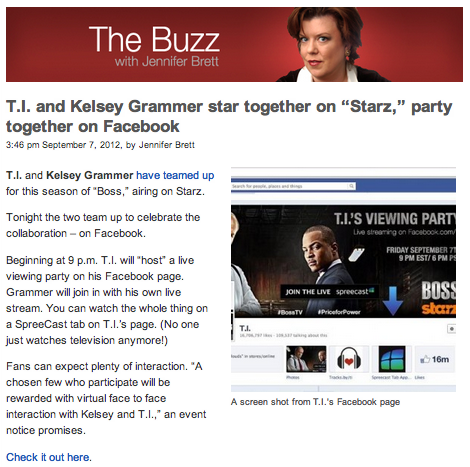 The Buzz
with Jennifer Brett
T.I. and Kelsey Grammer star together on “Starz,” party
together on Facebook
3:46 pm September 7, 2012, by Jennifer Brett
T.I. and Kelsey Grammer have teamed up
for this season of “Boss,” airing on Starz.
Tonight the two team up to celebrate the
collaboration – on Facebook.
Beginning at 9 p.m. T.I. will “host” a live
viewing party on his Facebook page.
Grammer will join in with his own live
stream. You can watch the whole thing on
a SpreeCast tab on T.I.’s page. (No one
just watches television anymore!)
Fans can expect plenty of interaction. “A
chosen few who participate will be
rewarded with virtual face to face
interaction with Kelsey and T.I.,” an event
notice promises.
Check it out here.
Search for people, places and things
T.I.'S VIEWING PARTY
Live streaming on Facebook.com/
FRIDAY SEPTEMBER 7T
9 PM EST/ 6 PM PS
JOIN THE LIVE spreecast
#BossTV #PriceforPower
BOSS
starz
T.I.
Photos
Spreecast Tab App
16m
A screen shot from T.I.'s Facebook page